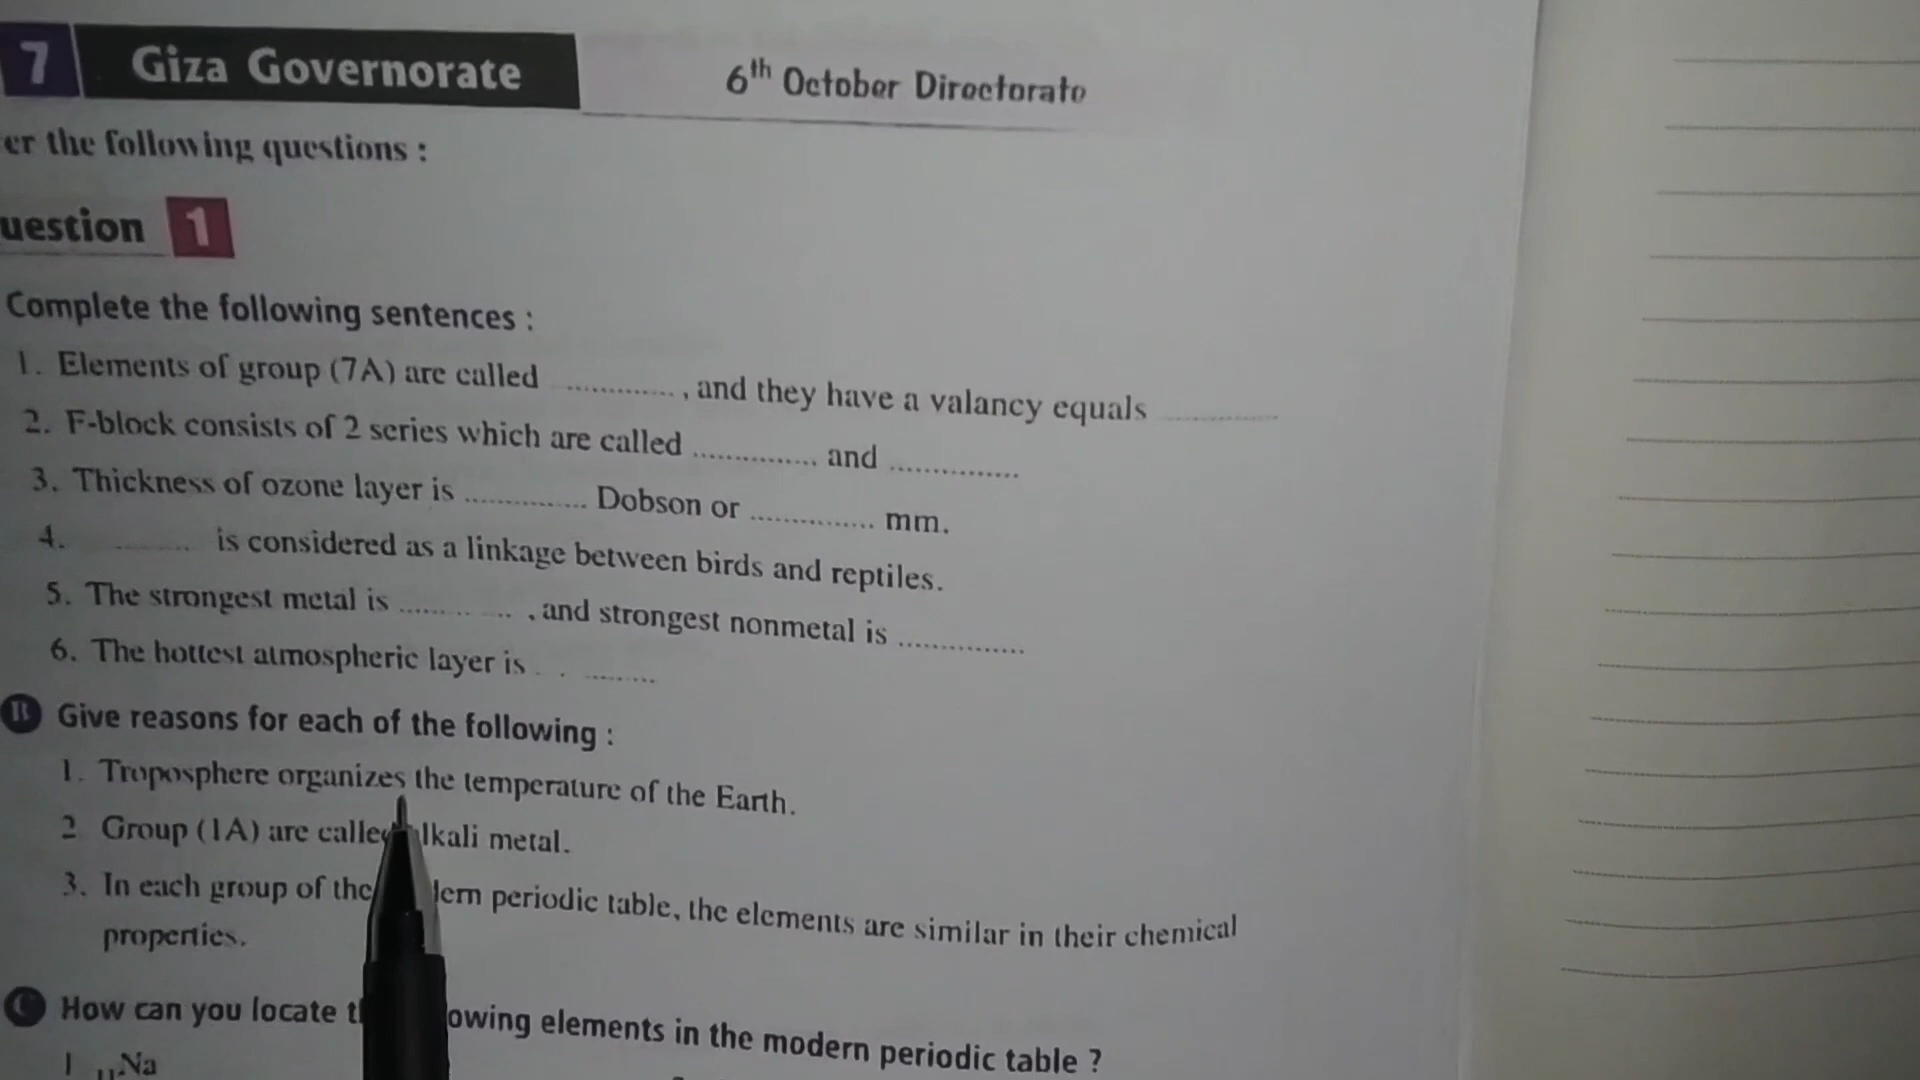 7 Giza Governorate 6th October Directorate
er the following questions :
uestion 1
Complete the following sentences :
1. Elements of group (7A) are called ............. , and they have a valancy equals .............
2. F-block consists of 2 series which are called .............. and ..............
3. Thickness of ozone layer is .............. Dobson or .............. mm.
4. ......... is considered as a linkage between birds and reptiles.
5. The strongest metal is ............. , and strongest nonmetal is ..............
6. The hottest atmospheric layer is . . ........
B Give reasons for each of the following :
1. Troposphere organizes the temperature of the Earth.
2 Group (1A) are called alkali metal.
3. In each group of the dern periodic table, the elements are similar in their chemical
properties.
C How can you locate t owing elements in the modern periodic table ?
1 11Na